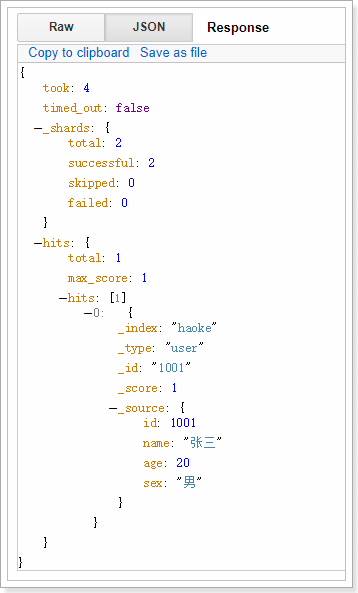 Raw JSON Response
Copy to clipboard Save as file
{
took: 4
timed_out: false
—_shards: {
total: 2
successful: 2
skipped: 0
failed: 0
}
—hits: {
total: 1
max_score: 1
—hits: [1]
—0: {
_index: "haoke"
_type: "user"
_id: "1001"
_score: 1
—_source: {
id: 1001
name: "张三"
age: 20
sex: "男"
}
}
}
}